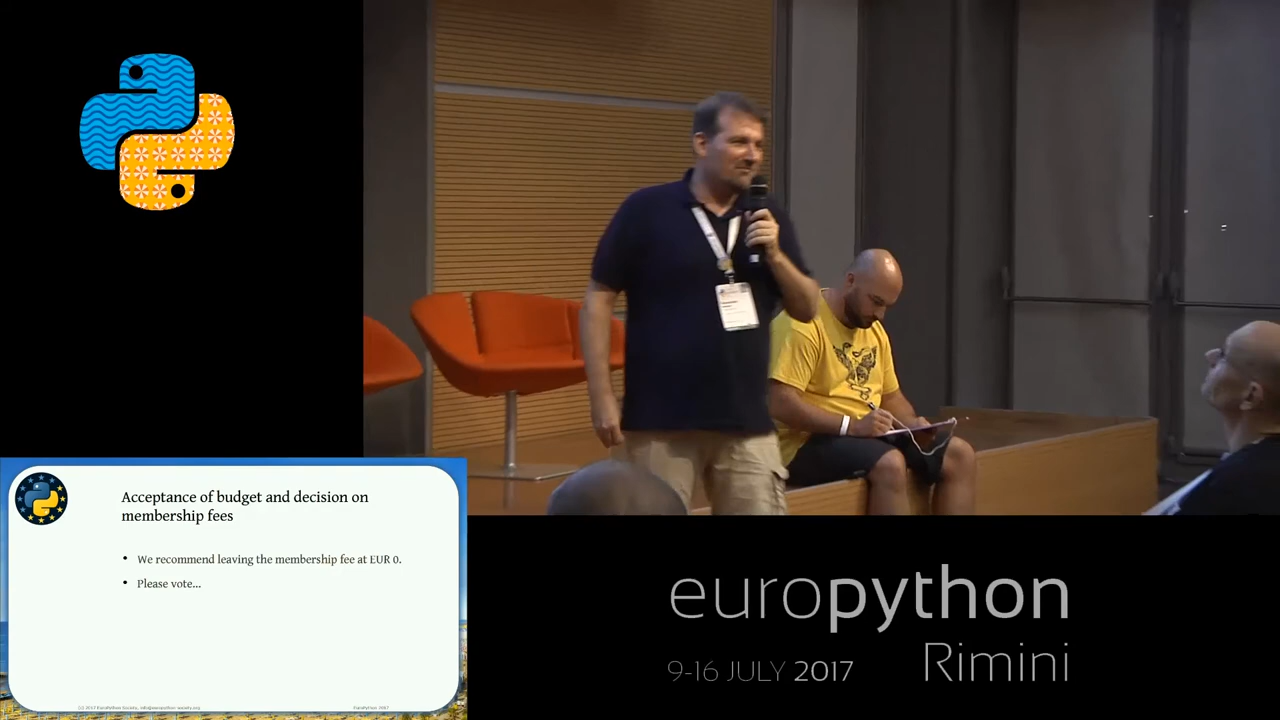 Acceptance of budget and decision on
membership fees
• We recommend leaving the membership fee at EUR 0.
• Please vote...
europython
Rimini
9-16 JULY 2017